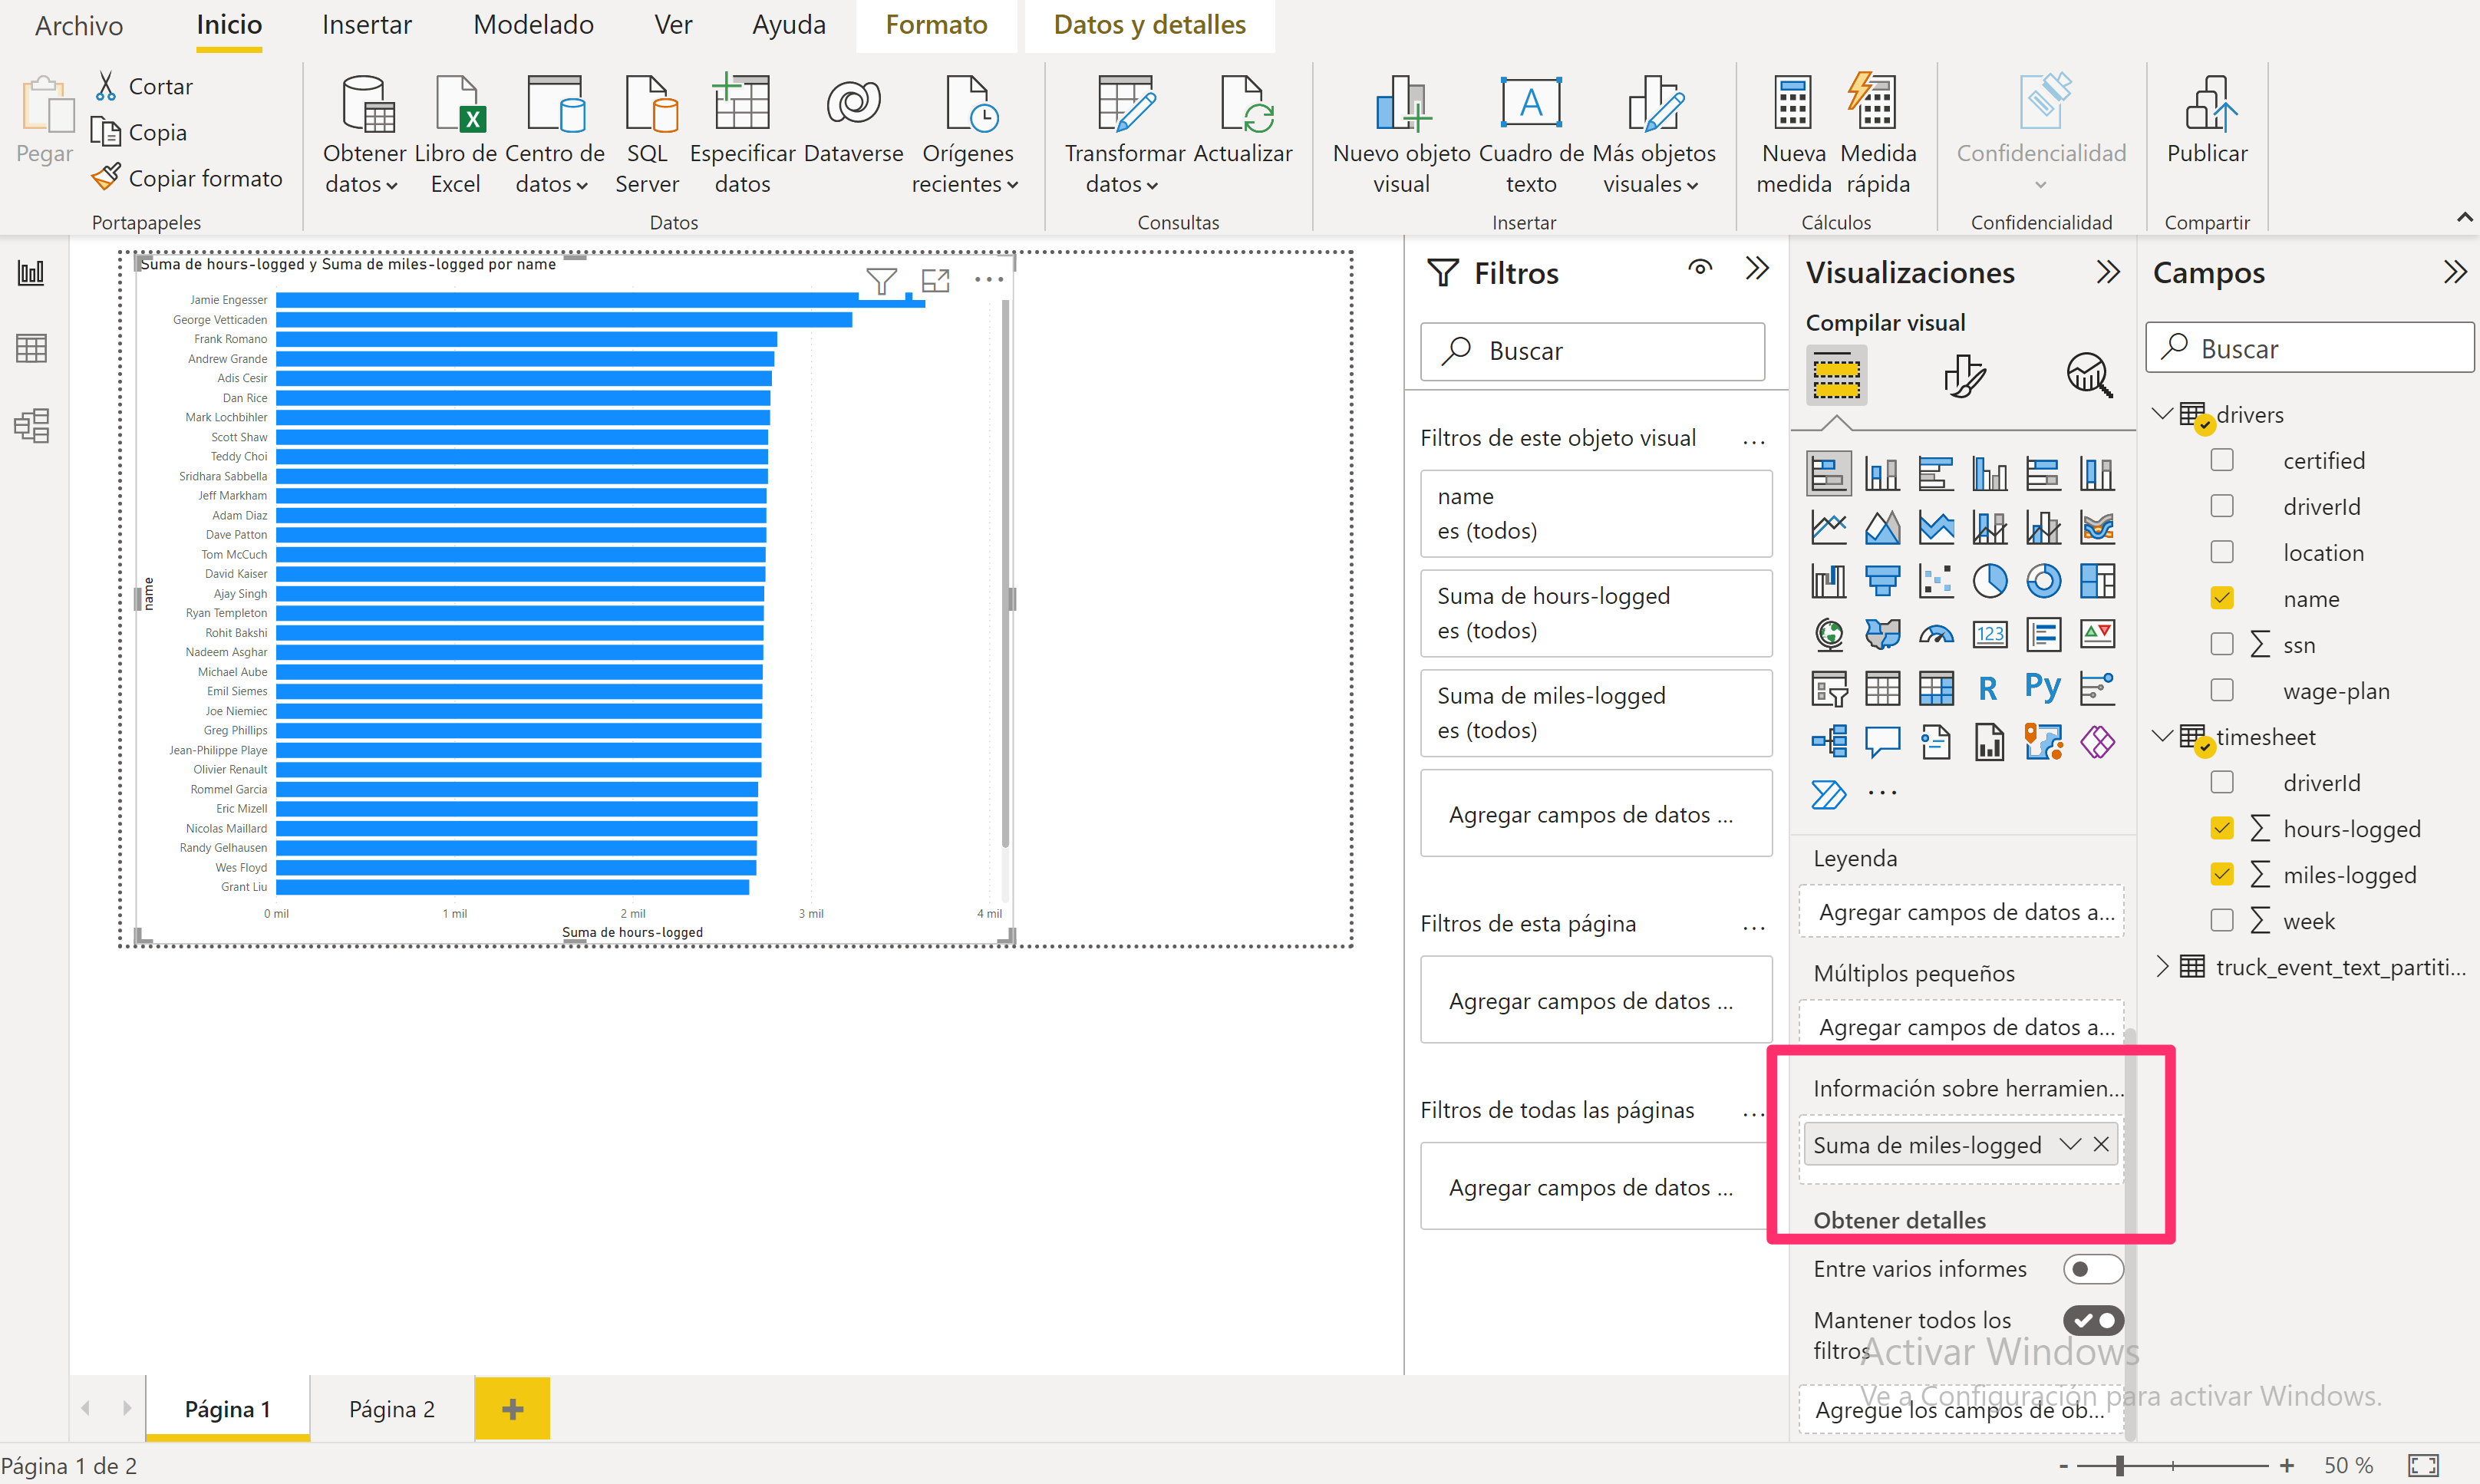 Archivo
Inicio
Insertar
Modelado
Ver
Ayuda
Formato
Datos y detalles
Pegar
Cortar
Copia
Copiar formato
Portapapeles
Obtener
datos
Libro de
Excel
Centro de
datos
SQL
Server
Especificar
datos
Dataverse
Orígenes
recientes
Datos
Transformar
datos
Actualizar
Consultas
Nuevo objeto
visual
Cuadro de
texto
Más objetos
visuales
Insertar
Nueva
medida
Medida
rápida
Cálculos
Confidencialidad
Confidencialidad
Publicar
Compartir
Suma de hours-logged y Suma de miles-logged por name
name
Jamie Engesser
George Vetticaden
Frank Romano
Andrew Grande
Adis Cesir
Dan Rice
Mark Lochbihler
Scott Shaw
Teddy Choi
Sridhara Sabbella
Jeff Markham
Adam Diaz
Dave Patton
Tom McCuch
David Kaiser
Ajay Singh
Ryan Templeton
Rohit Bakshi
Nadeem Asghar
Michael Aube
Emil Siemes
Joe Niemiec
Greg Phillips
Jean-Philippe Playe
Olivier Renault
Rommel Garcia
Eric Mizell
Nicolas Maillard
Randy Gelhausen
Wes Floyd
Grant Liu
0 mil 1 mil 2 mil 3 mil 4 mil
Suma de hours-logged
Filtros
Buscar
Filtros de este objeto visual ...
name
es (todos)
Suma de hours-logged
es (todos)
Suma de miles-logged
es (todos)
Agregar campos de datos ...
Filtros de esta página ...
Agregar campos de datos ...
Filtros de todas las páginas ...
Agregar campos de datos ...
Visualizaciones
Compilar visual
123
R
Py
...
Leyenda
Agregar campos de datos a...
Múltiplos pequeños
Agregar campos de datos a...
Información sobre herramien...
Suma de miles-logged
Obtener detalles
Entre varios informes
Mantener todos los
filtros
Agregue los campos de ob...
Campos
Buscar
drivers
certified
driverId
location
name
∑ ssn
wage-plan
timesheet
driverId
∑ hours-logged
∑ miles-logged
∑ week
truck_event_text_partiti...
Activar Windows
Ve a Configuración para activar Windows.
Página 1
Página 2
+
Página 1 de 2
- + 50 %